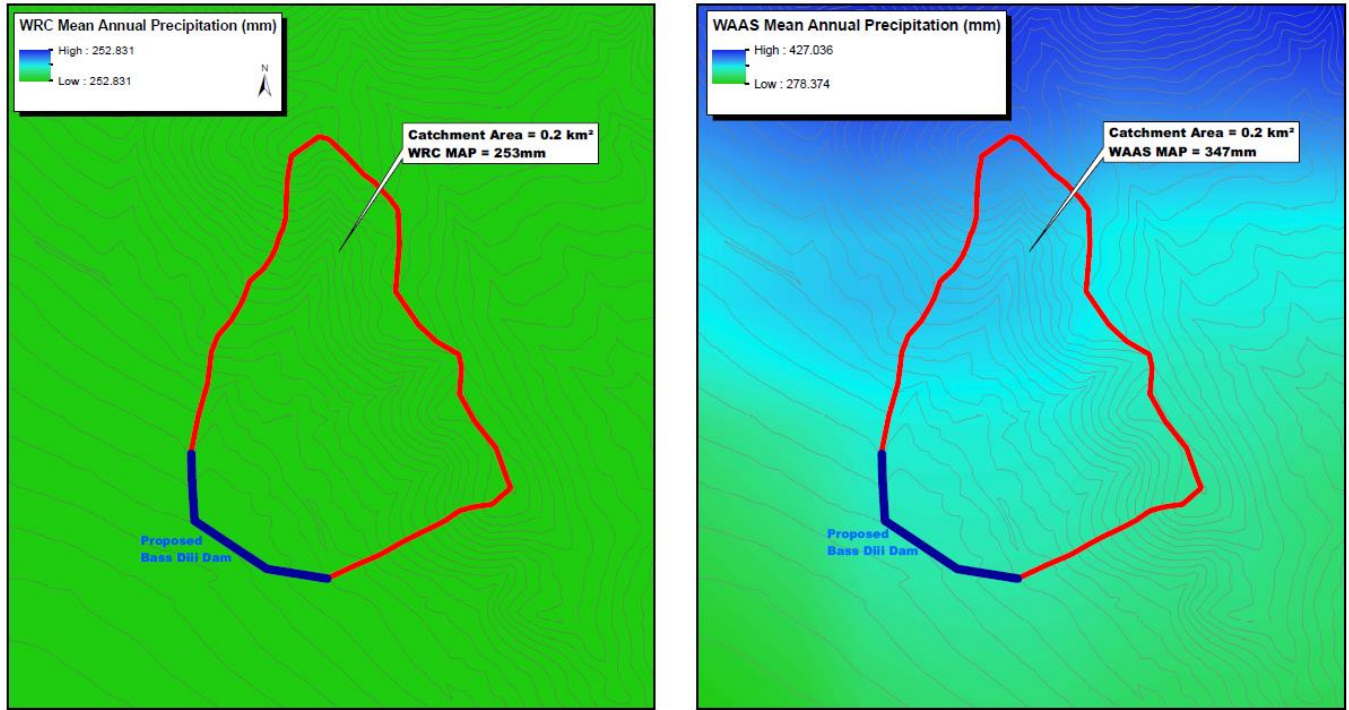 WRC Mean Annual Precipitation (mm)
High : 252.831
Low : 252.831
N
Catchment Area = 0.2 km²
WRC MAP = 253mm
Proposed
Bass Dill Dam
WAAS Mean Annual Precipitation (mm)
High : 427.036
Low : 278.374
Catchment Area = 0.2 km²
WAAS MAP = 347mm
Proposed
Bass Dill Dam